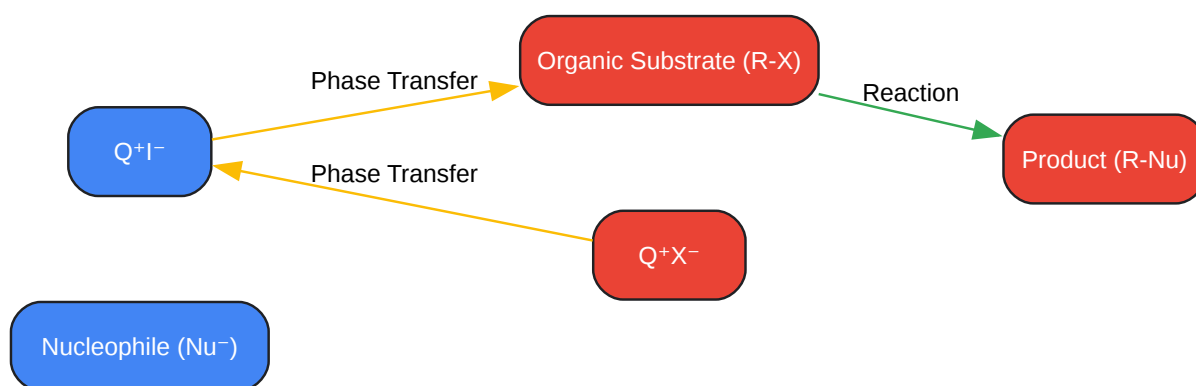 Organic Substrate (R-X)
Phase Transfer
Reaction
Q⁺I⁻
Product (R-Nu)
Phase Transfer
Q⁺X⁻
Nucleophile (Nu⁻)